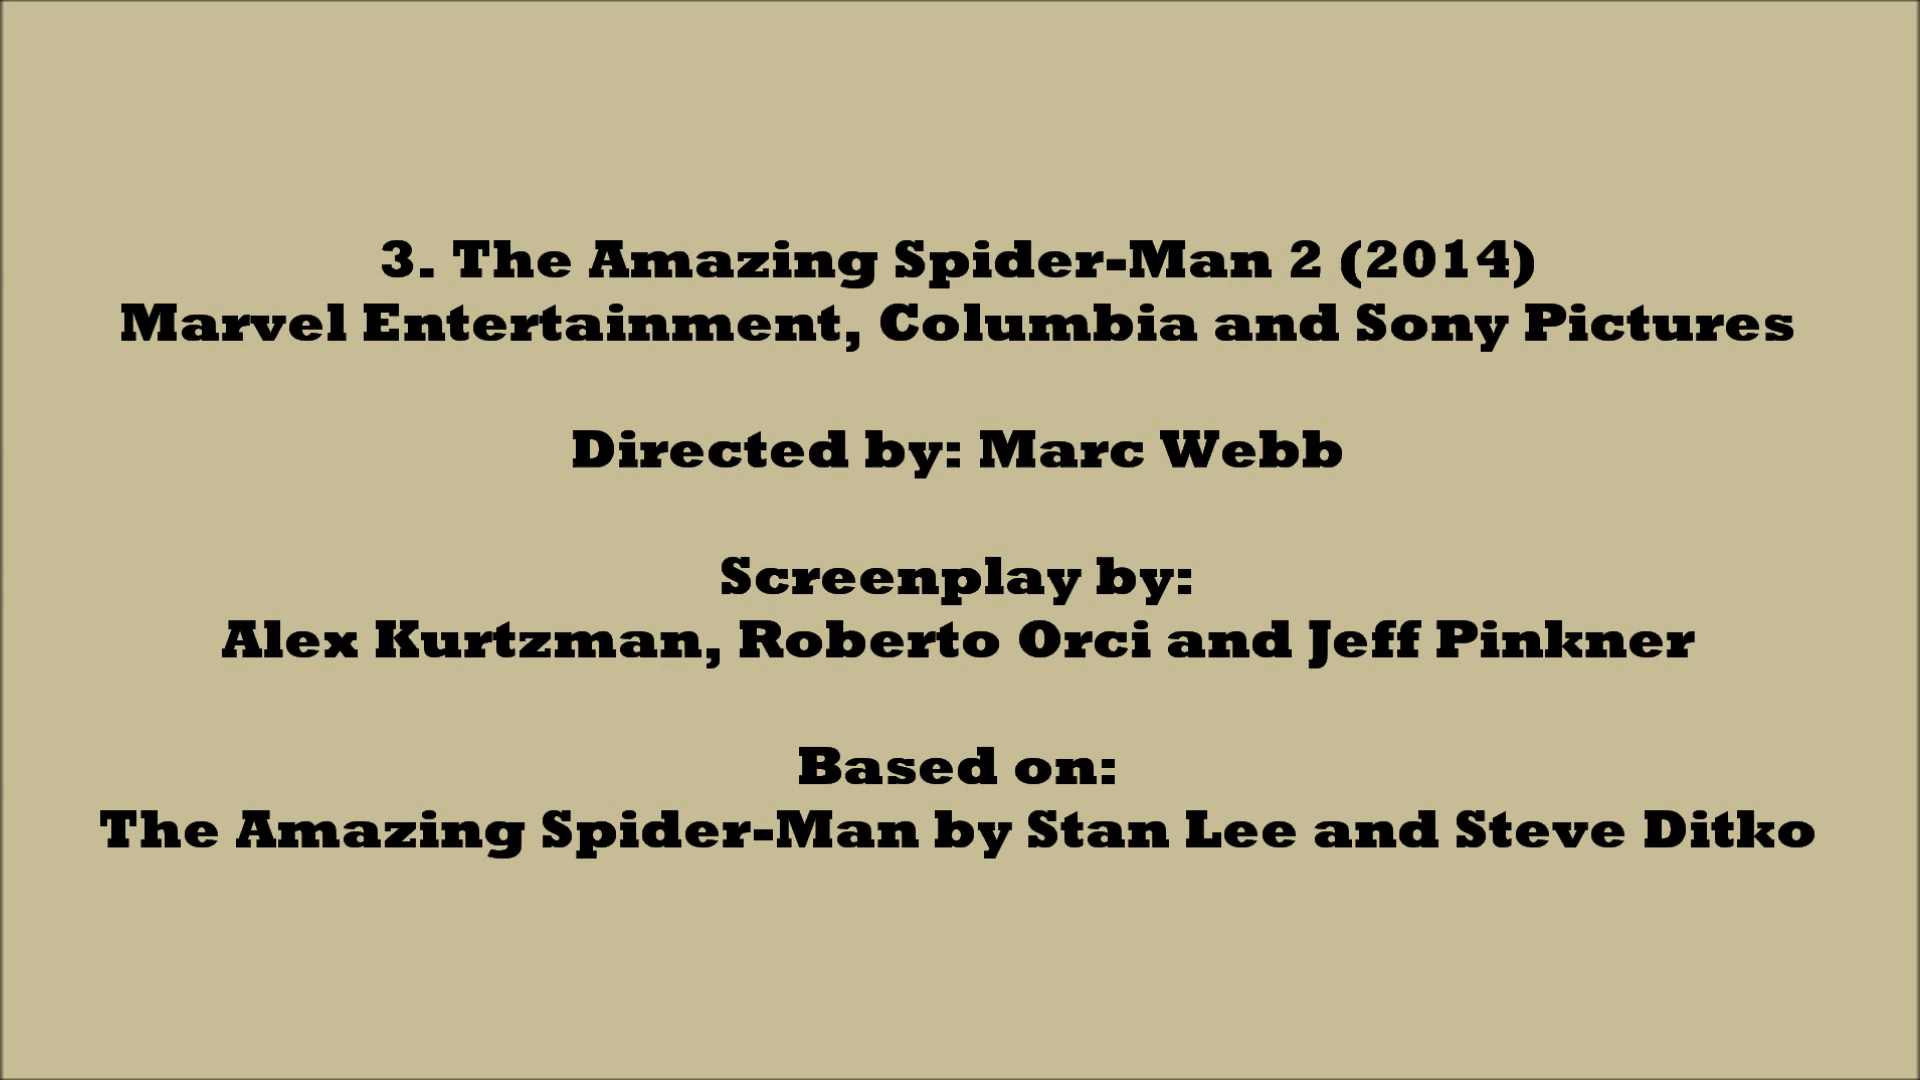 3. The Amazing Spider-Man 2 (2014)
Marvel Entertainment, Columbia and Sony Pictures
Directed by: Marc Webb
Screenplay by:
Alex Kurtzman, Roberto Orci and Jeff Pinkner
Based on:
The Amazing Spider-Man by Stan Lee and Steve Ditko